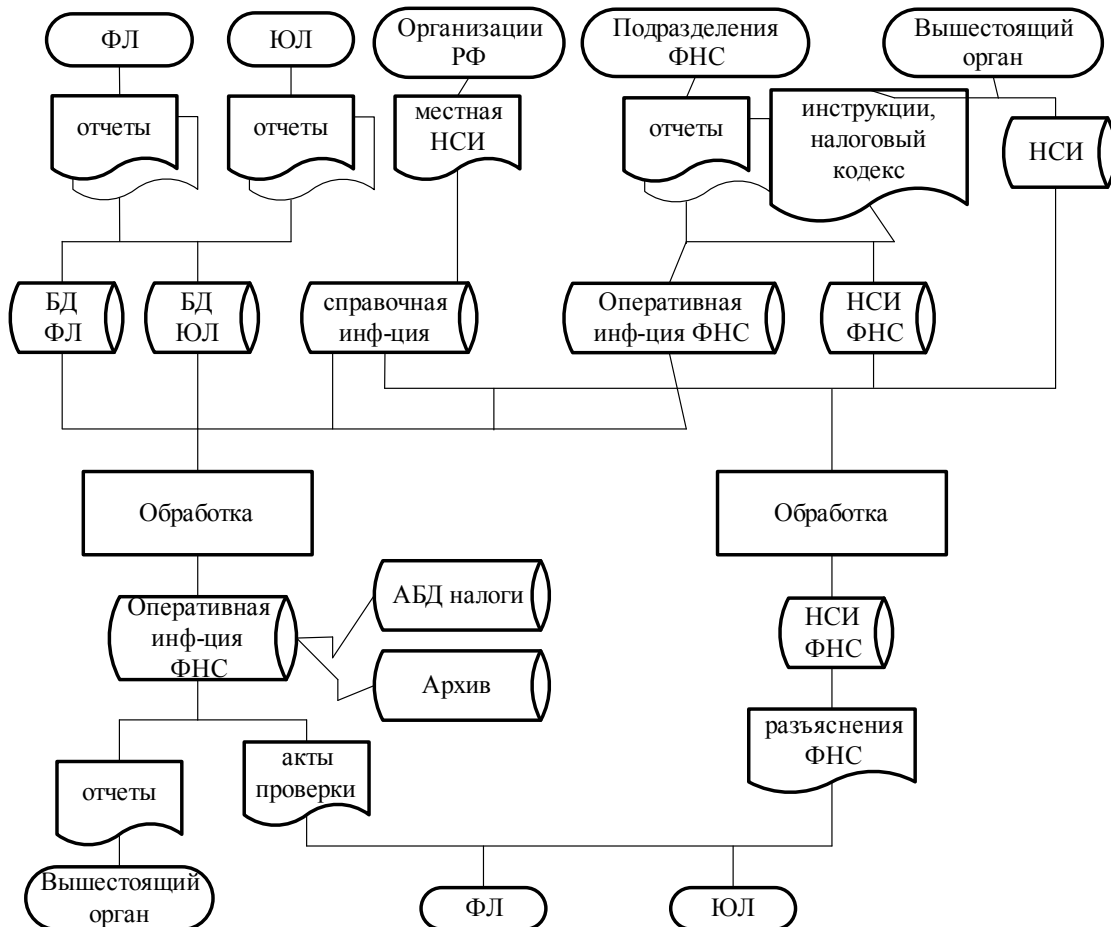 ФЛ
ЮЛ
Организации
РФ
Подразделения
ФНС
Вышестоящий
орган
отчеты
отчеты
местная
НСИ
отчеты
инструкции,
налоговый
кодекс
НСИ
БД
ФЛ
БД
ЮЛ
справочная
инф-ция
Оперативная
инф-ция ФНС
НСИ
ФНС
Обработка
Обработка
Оперативная
инф-ция
ФНС
АБД налоги
Архив
НСИ
ФНС
отчеты
акты
проверки
разъяснения
ФНС
Вышестоящий
орган
ФЛ
ЮЛ